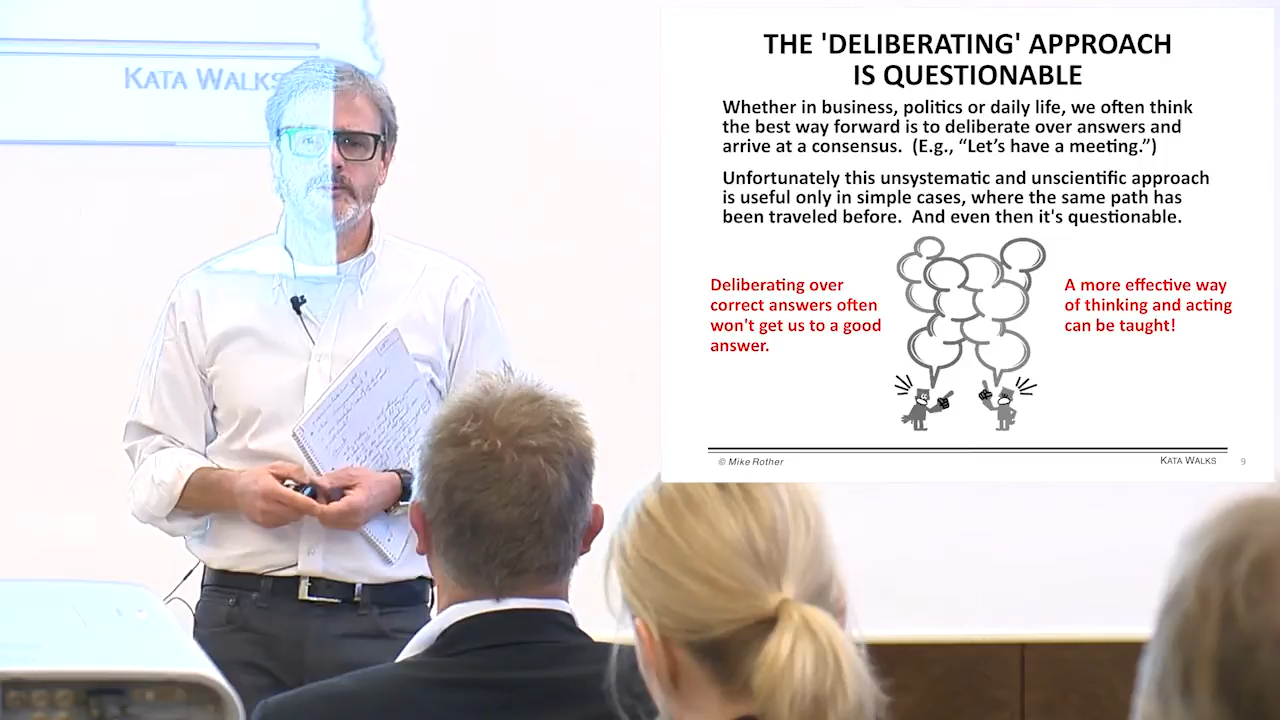 KATA WALKS
THE 'DELIBERATING' APPROACH
IS QUESTIONABLE
Whether in business, politics or daily life, we often think
the best way forward is to deliberate over answers and
arrive at a consensus.  (E.g., “Let’s have a meeting.”)
Unfortunately this unsystematic and unscientific approach
is useful only in simple cases, where the same path has
been traveled before.  And even then it's questionable.
Deliberating over
correct answers often
won't get us to a good
answer.
A more effective way
of thinking and acting
can be taught!
© Mike Rother
KATA WALKS
9